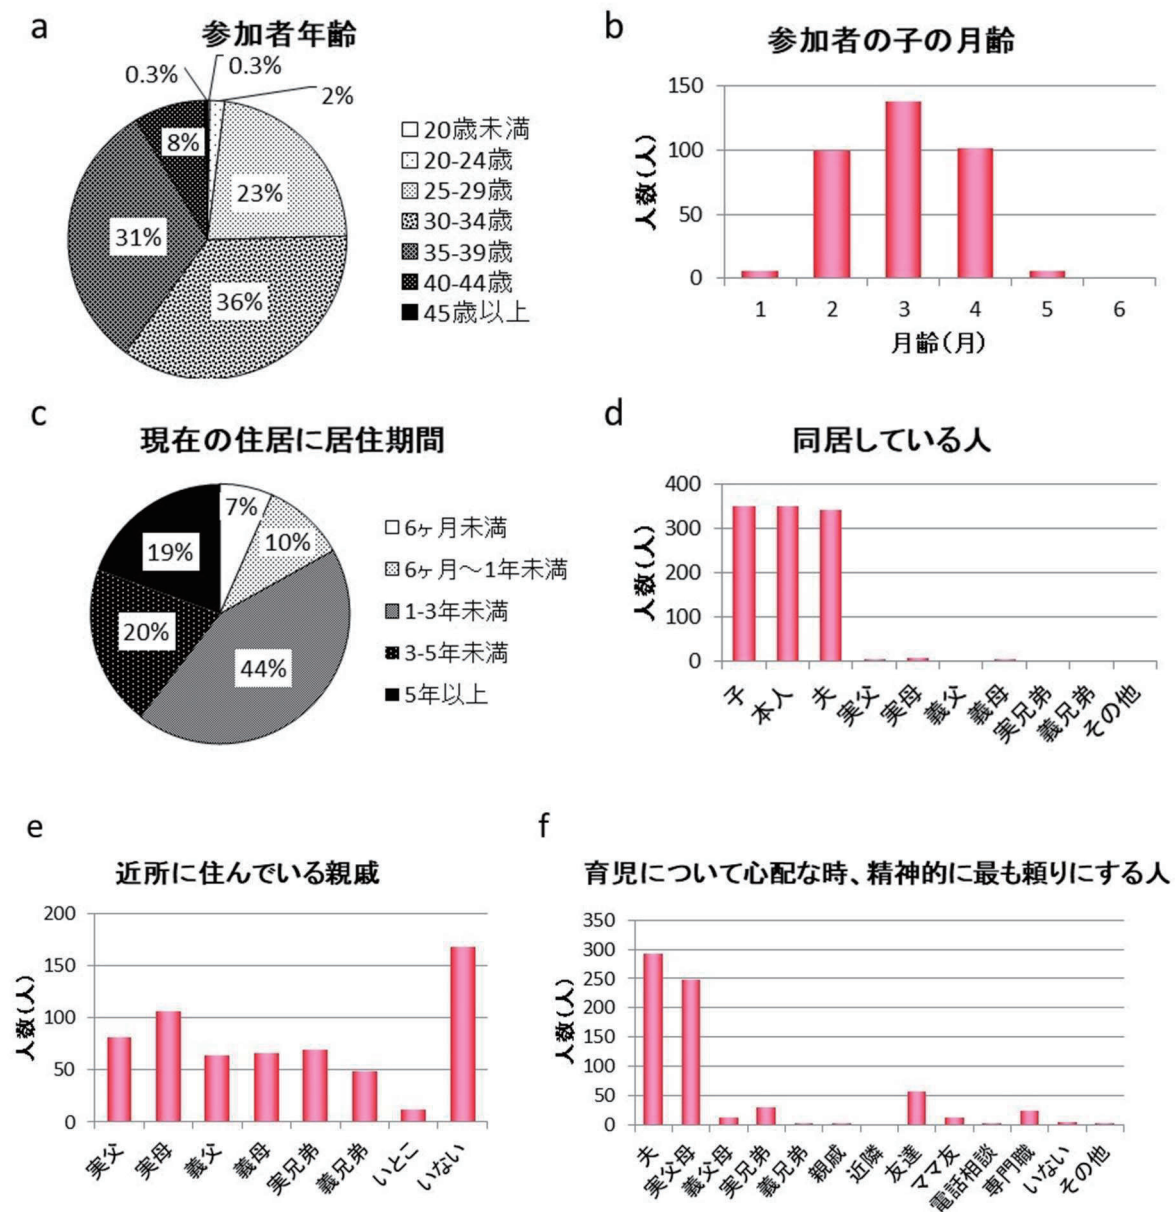 a
参加者年齢
0.3%
0.3%
2%
8%
23%
31%
36%
20歳未満
20-24歳
25-29歳
30-34歳
35-39歳
40-44歳
45歳以上
b
参加者の子の月齢
人数(人)
150
100
50
0
1 2 3 4 5 6
月齢(月)
c
現在の住居に居住期間
7%
10%
19%
20%
44%
6ヶ月未満
6ヶ月～1年未満
1-3年未満
3-5年未満
5年以上
d
同居している人
人数(人)
400
300
200
100
0
子 本人 夫 実父 実母 義父 義母 実兄弟 義兄弟 その他
e
近所に住んでいる親戚
人数(人)
200
150
100
50
0
実父 実母 義父 義母 実兄弟 義兄弟 いとこ いない
f
育児について心配な時、精神的に最も頼りにする人
人数(人)
350
300
250
200
150
100
50
0
夫 実父母 義父母 実兄弟 義兄弟 親戚 近隣 友達 ママ友 電話相談 専門職 いない その他